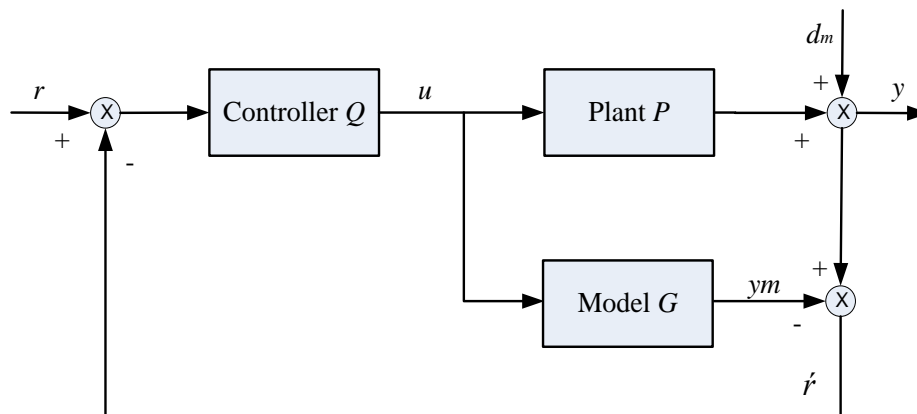 r
+
-
X
Controller Q
u
Plant P
dm
+
+
X
y
Model G
ym
+
-
X
ŕ